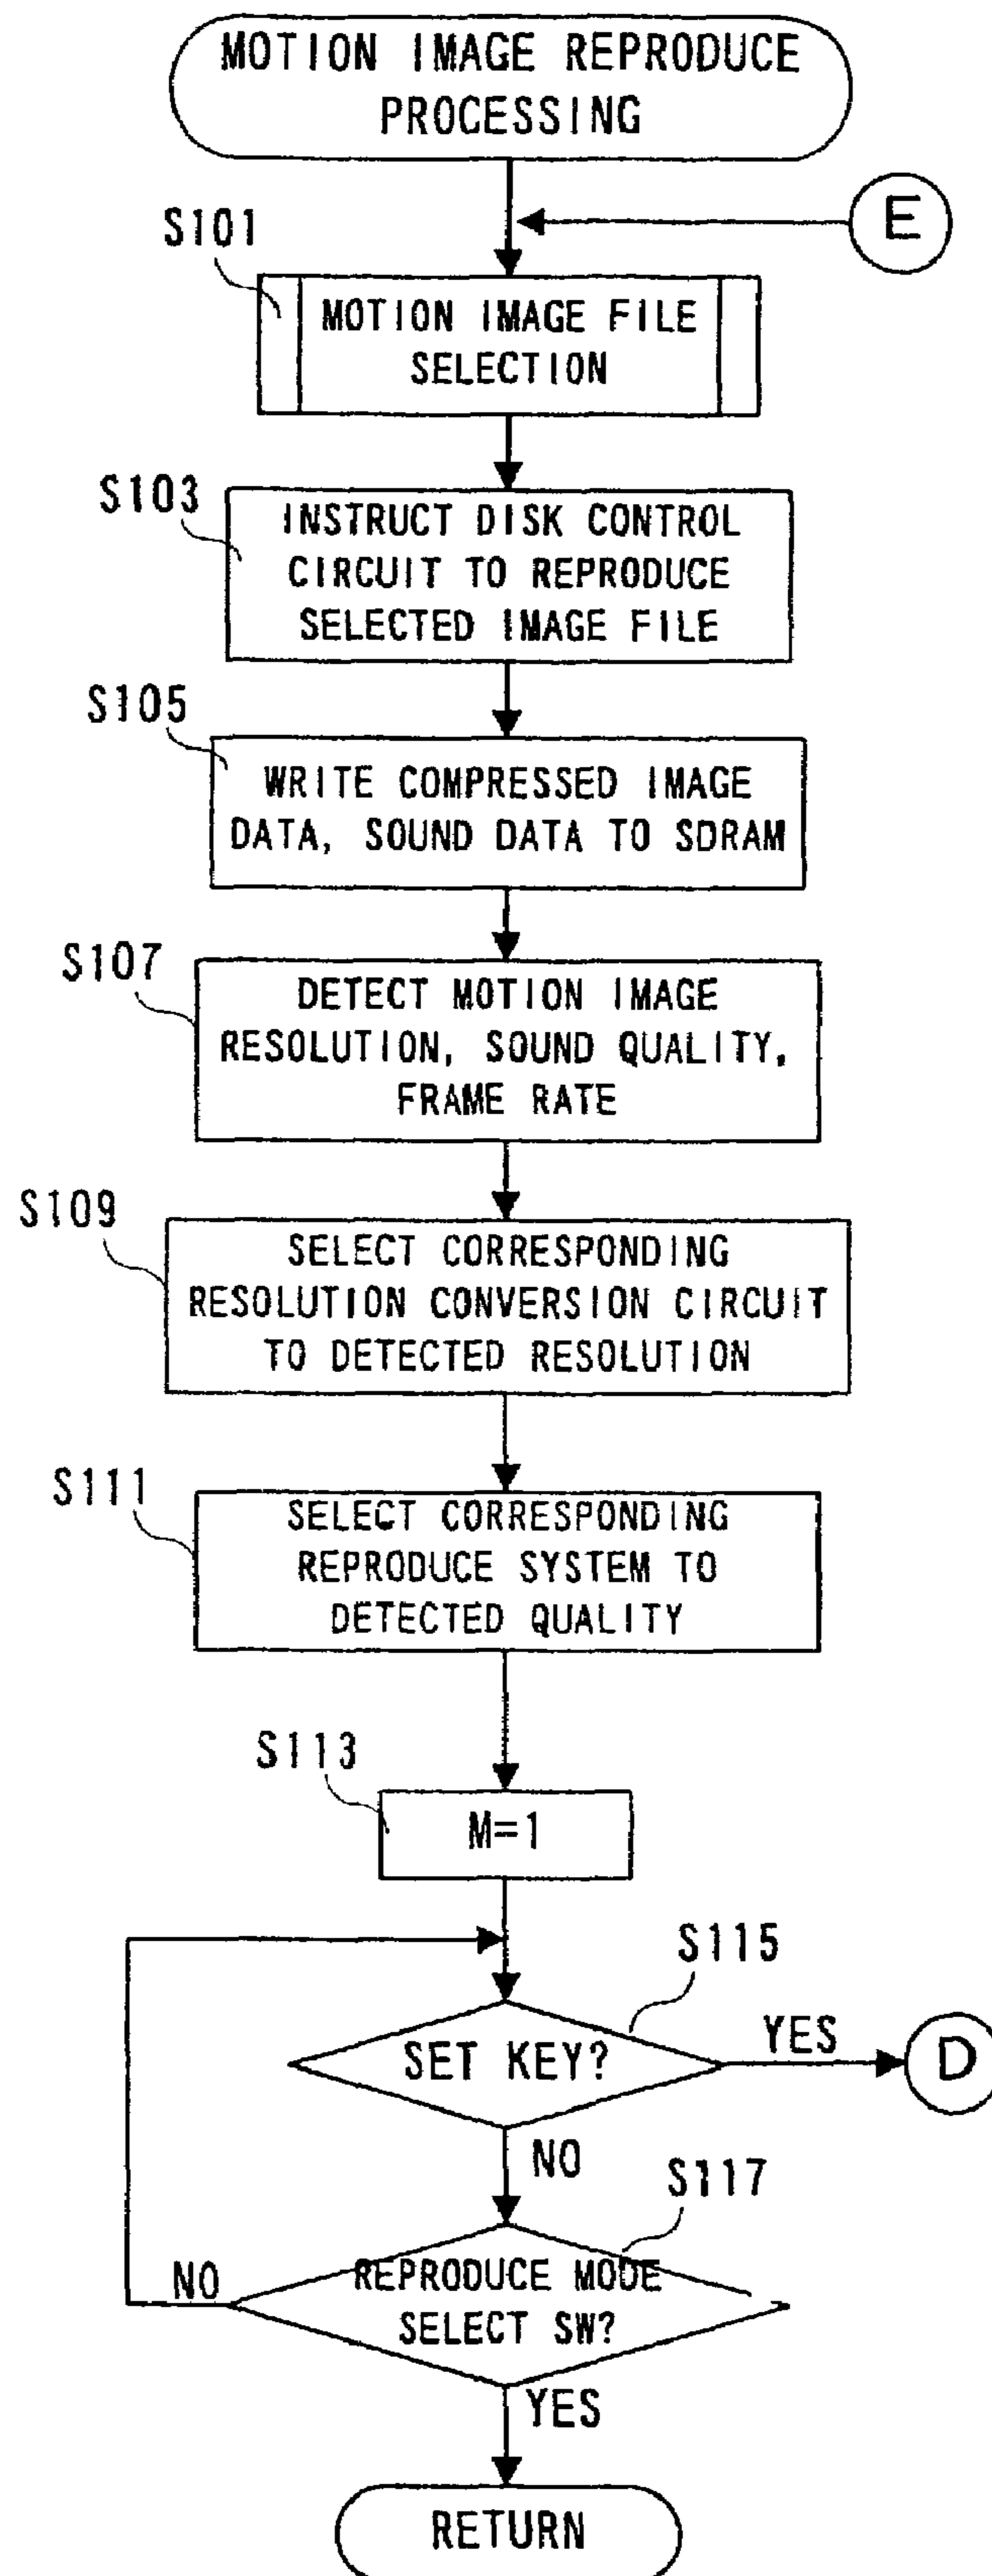 MOTION IMAGE REPRODUCE
PROCESSING
E
S101
MOTION IMAGE FILE
SELECTION
S103
INSTRUCT DISK CONTROL
CIRCUIT TO REPRODUCE
SELECTED IMAGE FILE
S105
WRITE COMPRESSED IMAGE
DATA, SOUND DATA TO SDRAM
S107
DETECT MOTION IMAGE
RESOLUTION, SOUND QUALITY,
FRAME RATE
S109
SELECT CORRESPONDING
RESOLUTION CONVERSION CIRCUIT
TO DETECTED RESOLUTION
S111
SELECT CORRESPONDING
REPRODUCE SYSTEM TO
DETECTED QUALITY
S113
M=1
S115
SET KEY?
YES
D
NO
S117
REPRODUCE MODE
SELECT SW?
NO
YES
RETURN